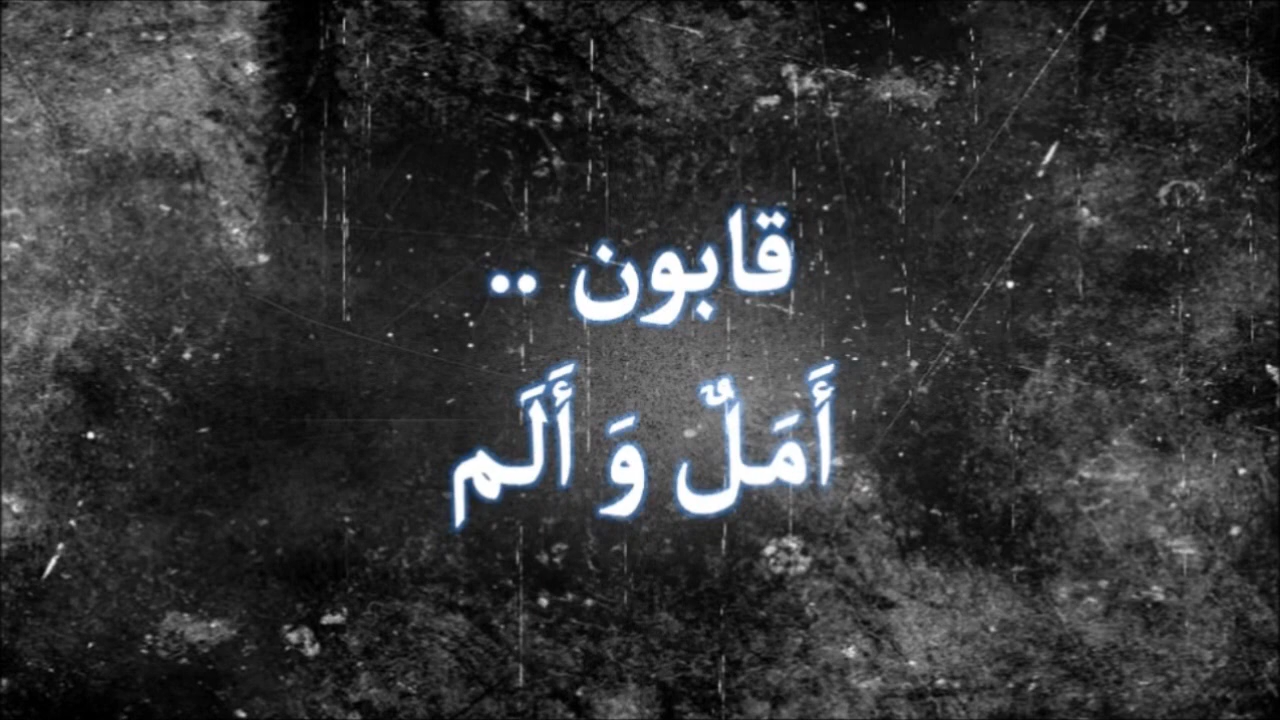 قابون ..
أَمَلٌ وَ أَلَم